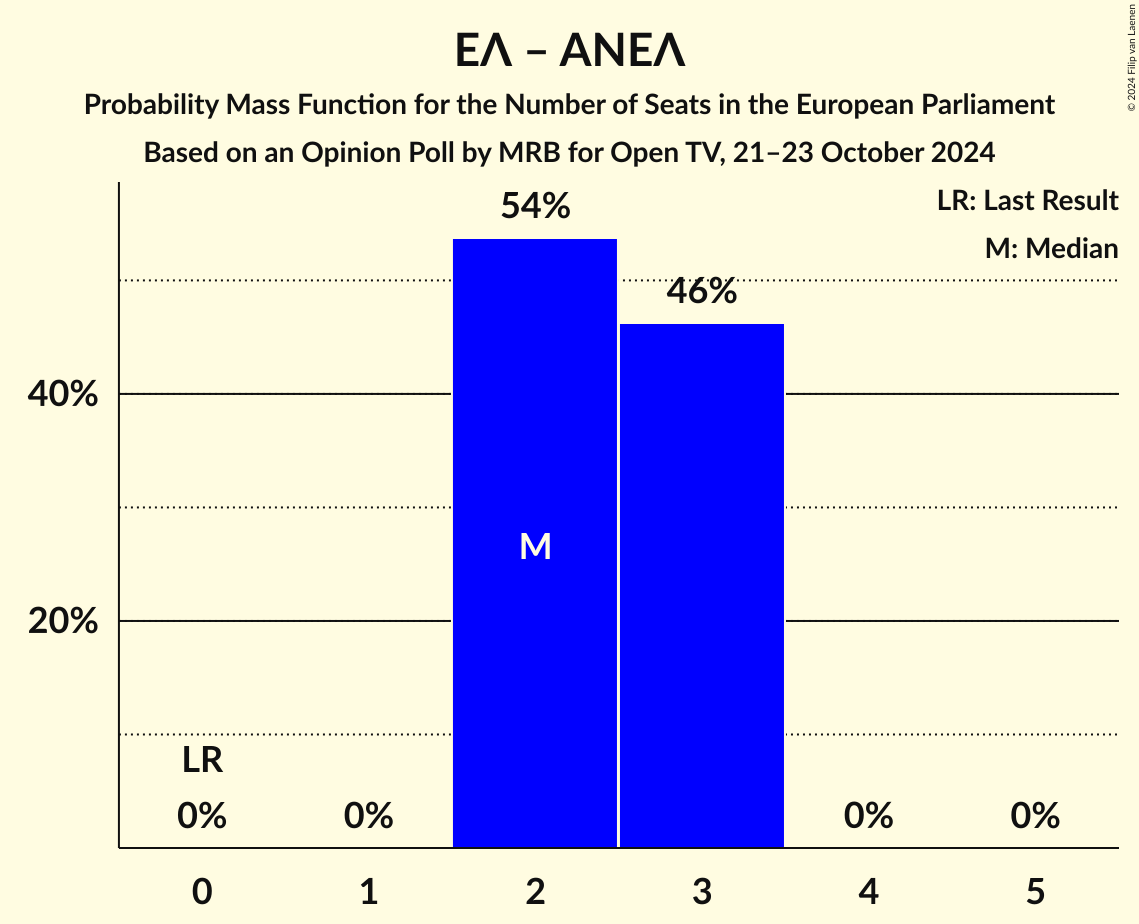 ΕΛ – ΑΝΕΛ
Probability Mass Function for the Number of Seats in the European Parliament
Based on an Opinion Poll by MRB for Open TV, 21–23 October 2024
© 2024 Filip van Laenen
LR: Last Result
M: Median
54%
46%
40%
M
20%
LR
0% 0% 0% 0%
0 1 2 3 4 5